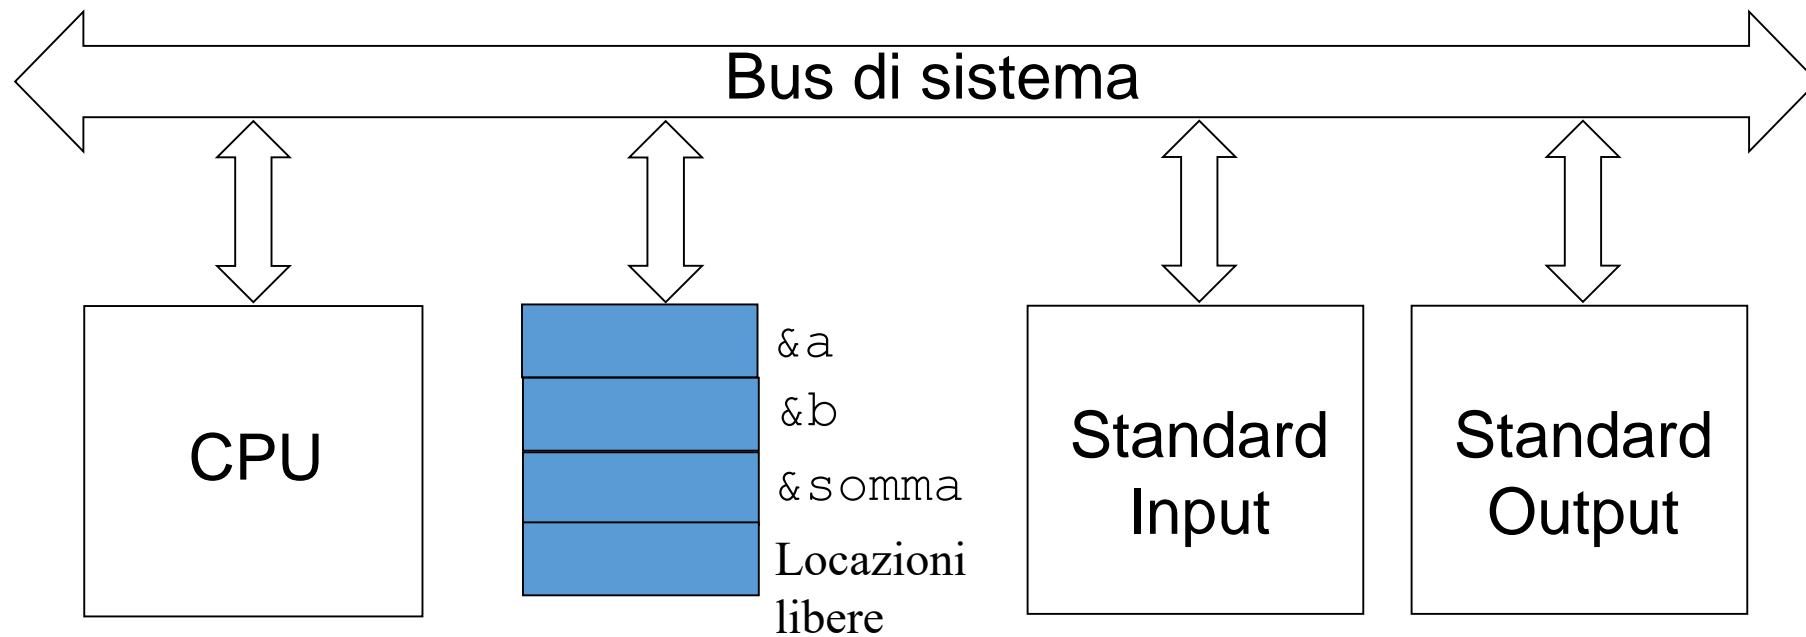 Bus di sistema
CPU
&a
&b
&somma
Locazioni
libere
Standard
Input
Standard
Output